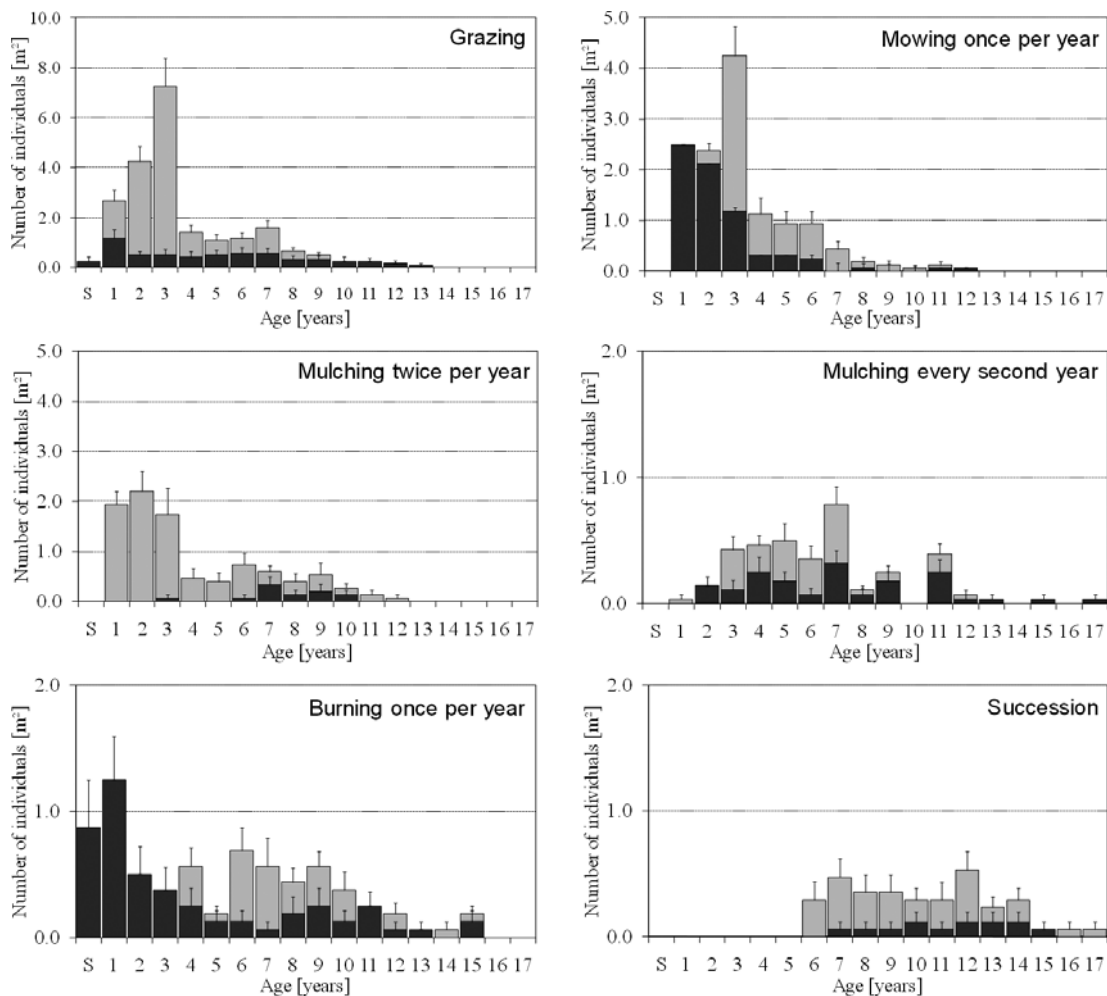 Grazing
Number of individuals [m²]
10.0
8.0
6.0
4.0
2.0
0.0
S 1 2 3 4 5 6 7 8 9 10 11 12 13 14 15 16 17
Age [years]
Mowing once per year
Number of individuals [m²]
5.0
4.0
3.0
2.0
1.0
0.0
S 1 2 3 4 5 6 7 8 9 10 11 12 13 14 15 16 17
Age [years]
Mulching twice per year
Number of individuals [m²]
5.0
4.0
3.0
2.0
1.0
0.0
S 1 2 3 4 5 6 7 8 9 10 11 12 13 14 15 16 17
Age [years]
Mulching every second year
Number of individuals [m²]
2.0
1.0
0.0
S 1 2 3 4 5 6 7 8 9 10 11 12 13 14 15 16 17
Age [years]
Burning once per year
Number of individuals [m²]
2.0
1.0
0.0
S 1 2 3 4 5 6 7 8 9 10 11 12 13 14 15 16 17
Age [years]
Succession
Number of individuals [m²]
2.0
1.0
0.0
S 1 2 3 4 5 6 7 8 9 10 11 12 13 14 15 16 17
Age [years]